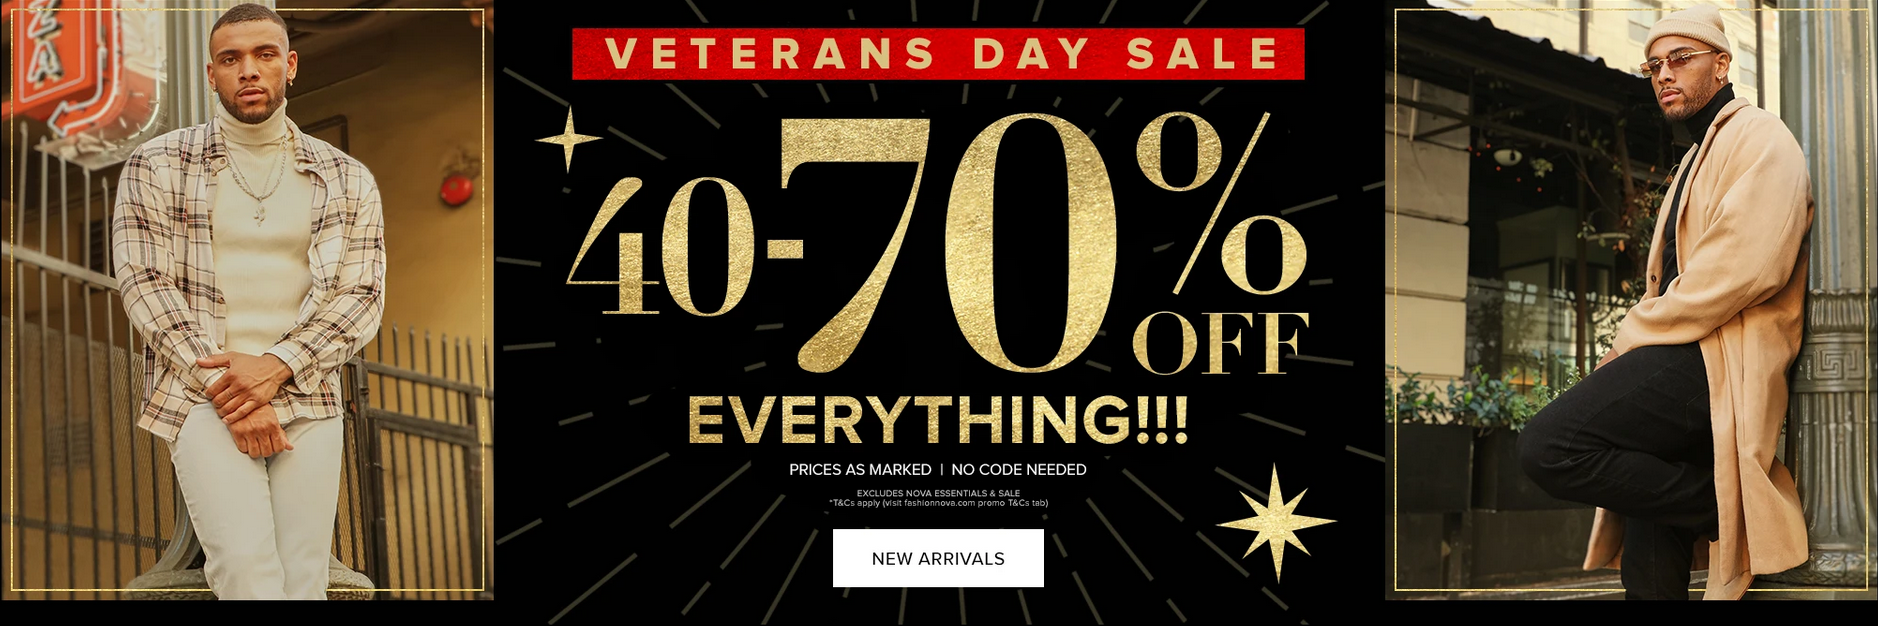 ZA
VETERANS DAY SALE
40-70% OFF
EVERYTHING!!!
PRICES AS MARKED | NO CODE NEEDED
EXCLUDES NOVA ESSENTIALS & SALE
*T&Cs apply (visit fashionnova.com promo T&Cs tab)
NEW ARRIVALS